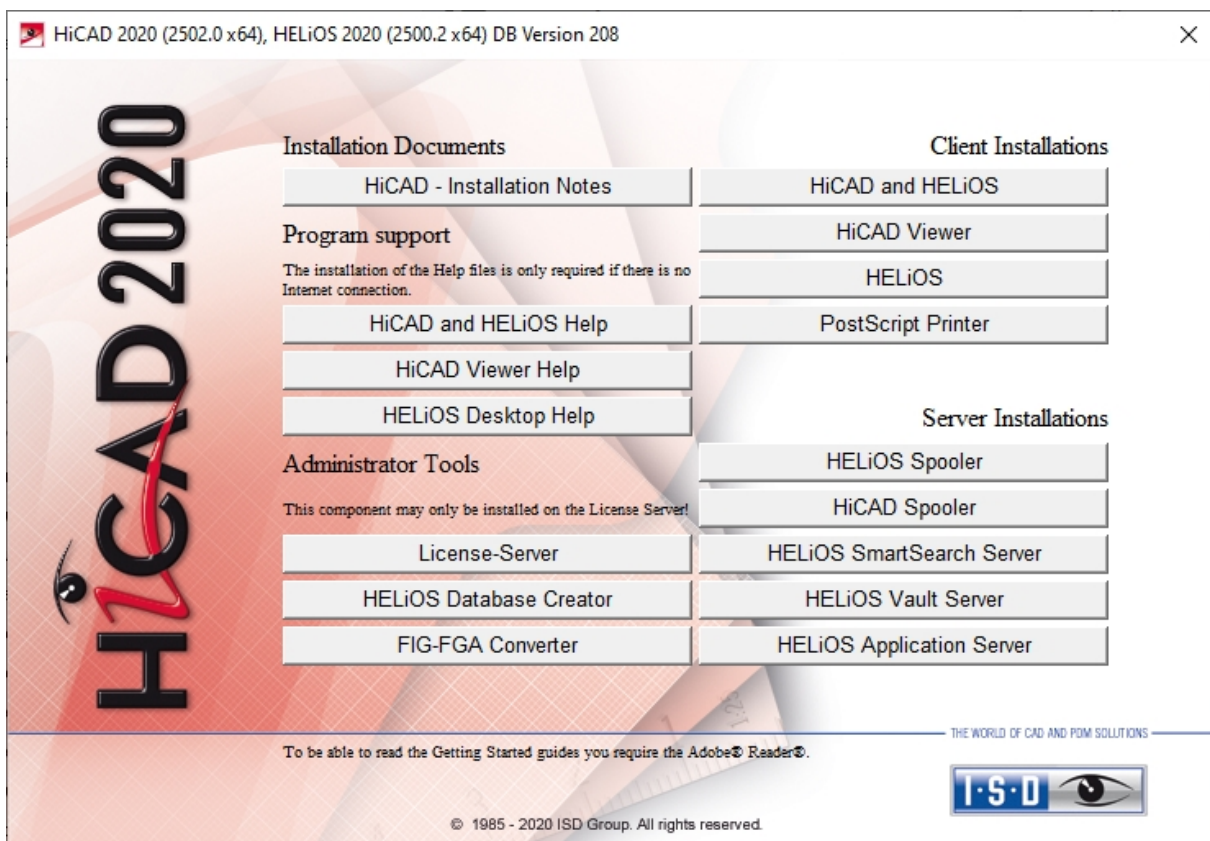 HiCAD 2020 (2502.0 x64), HELiOS 2020 (2500.2 x64) DB Version 208
HiCAD 2020
Installation Documents
HiCAD - Installation Notes
Program support
The installation of the Help files is only required if there is no
Internet connection.
HiCAD and HELiOS Help
HiCAD Viewer Help
HELiOS Desktop Help
Administrator Tools
This component may only be installed on the License Server!
License-Server
HELiOS Database Creator
FIG-FGA Converter
Client Installations
HiCAD and HELiOS
HiCAD Viewer
HELiOS
PostScript Printer
Server Installations
HELiOS Spooler
HiCAD Spooler
HELiOS SmartSearch Server
HELiOS Vault Server
HELiOS Application Server
1:25
THE WORLD OF CAD AND PDM SOLUTIONS
To be able to read the Getting Started guides you require the Adobe® Reader®.
I·S·D
© 1985 - 2020 ISD Group. All rights reserved.